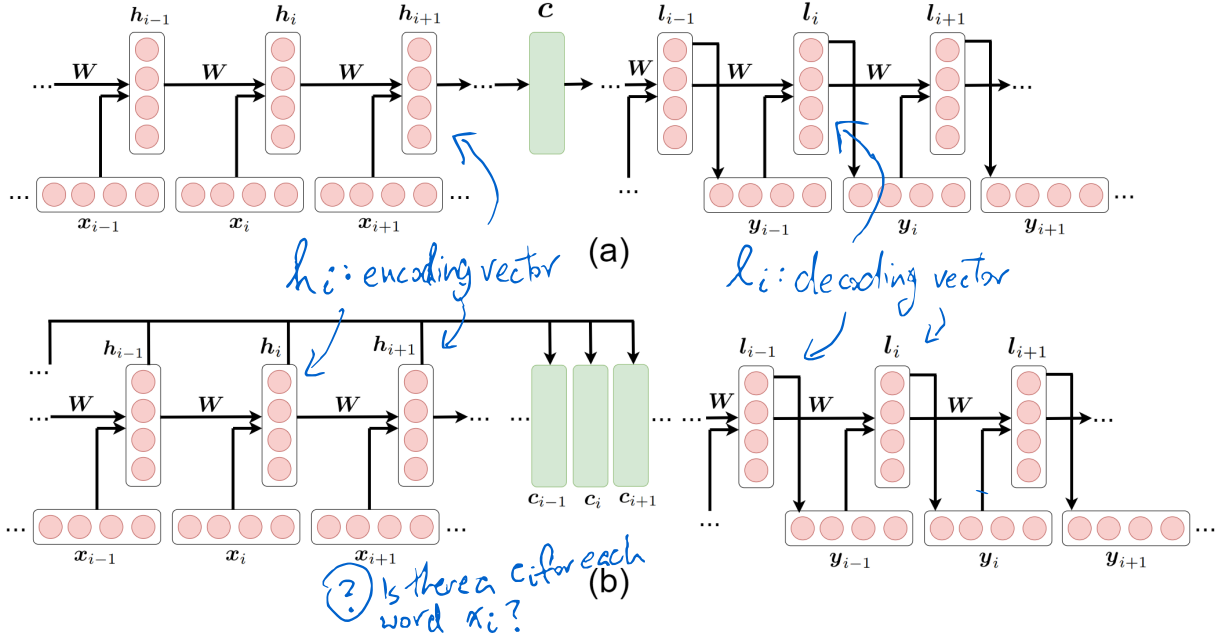 h_{i-1} h_i h_{i+1} c l_{i-1} l_i l_{i+1}
... W W W ... ... W W W ...
... x_{i-1} x_i x_{i+1} ... ... y_{i-1} y_i y_{i+1} ...
(a)
h_i: encoding vector l_i: decoding vector
... h_{i-1} h_i h_{i+1} l_{i-1} l_i l_{i+1}
... W W W ... ... ... ... W W W ...
c_{i-1} c_i c_{i+1}
... x_{i-1} x_i x_{i+1} ... ... y_{i-1} y_i y_{i+1} ...
(b)
? Is there a c_i for each
word x_i?